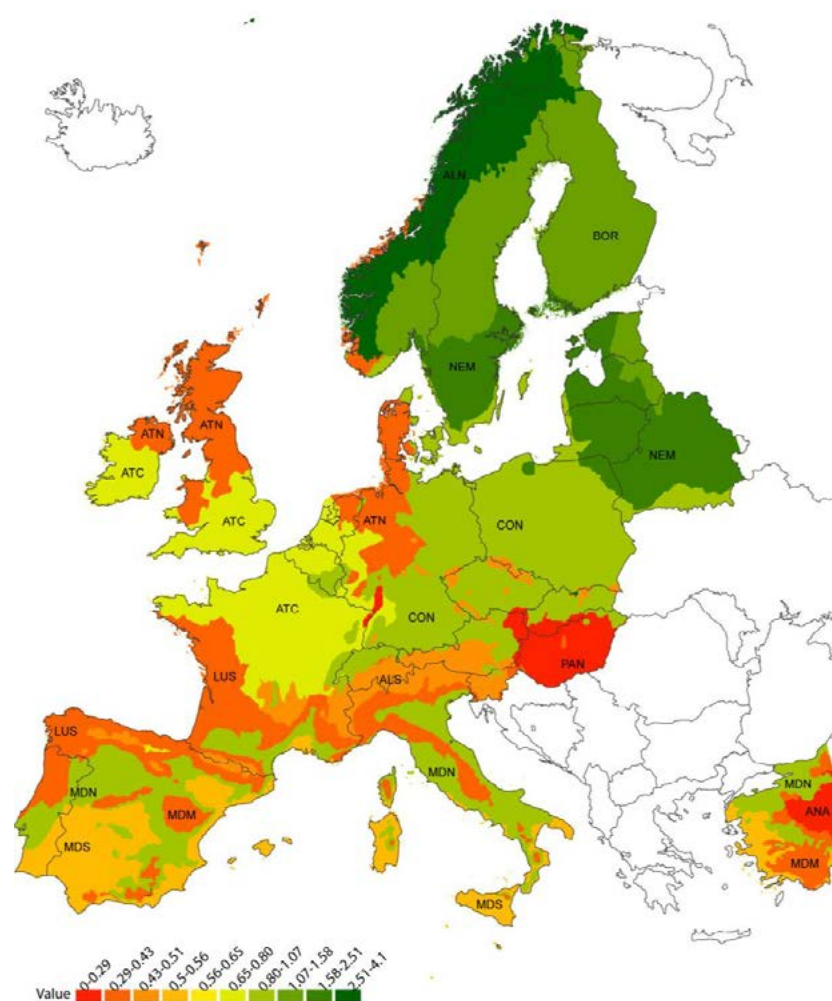 ALN
BOR
NEM
NEM
ATN
ATN
ATC
ATC
ATN
CON
ATC
CON
PAN
LUS
ALS
LUS
MDN
MDN
MDN
ANA
MDM
MDS
MDM
MDS
Value 0-0.29 0.29-0.43 0.43-0.51 0.5-0.56 0.56-0.65 0.65-0.80 0.80-1.07 1.07-1.58 1.58-2.51 2.51-4.1